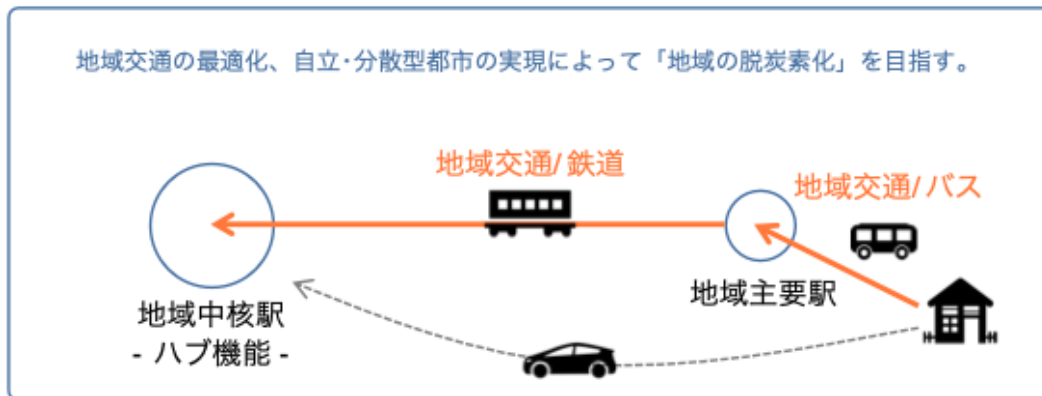 地域交通の最適化、自立・分散型都市の実現によって「地域の脱炭素化」を目指す。
地域交通/鉄道
地域交通/バス
地域主要駅
地域中核駅
- ハブ機能 -